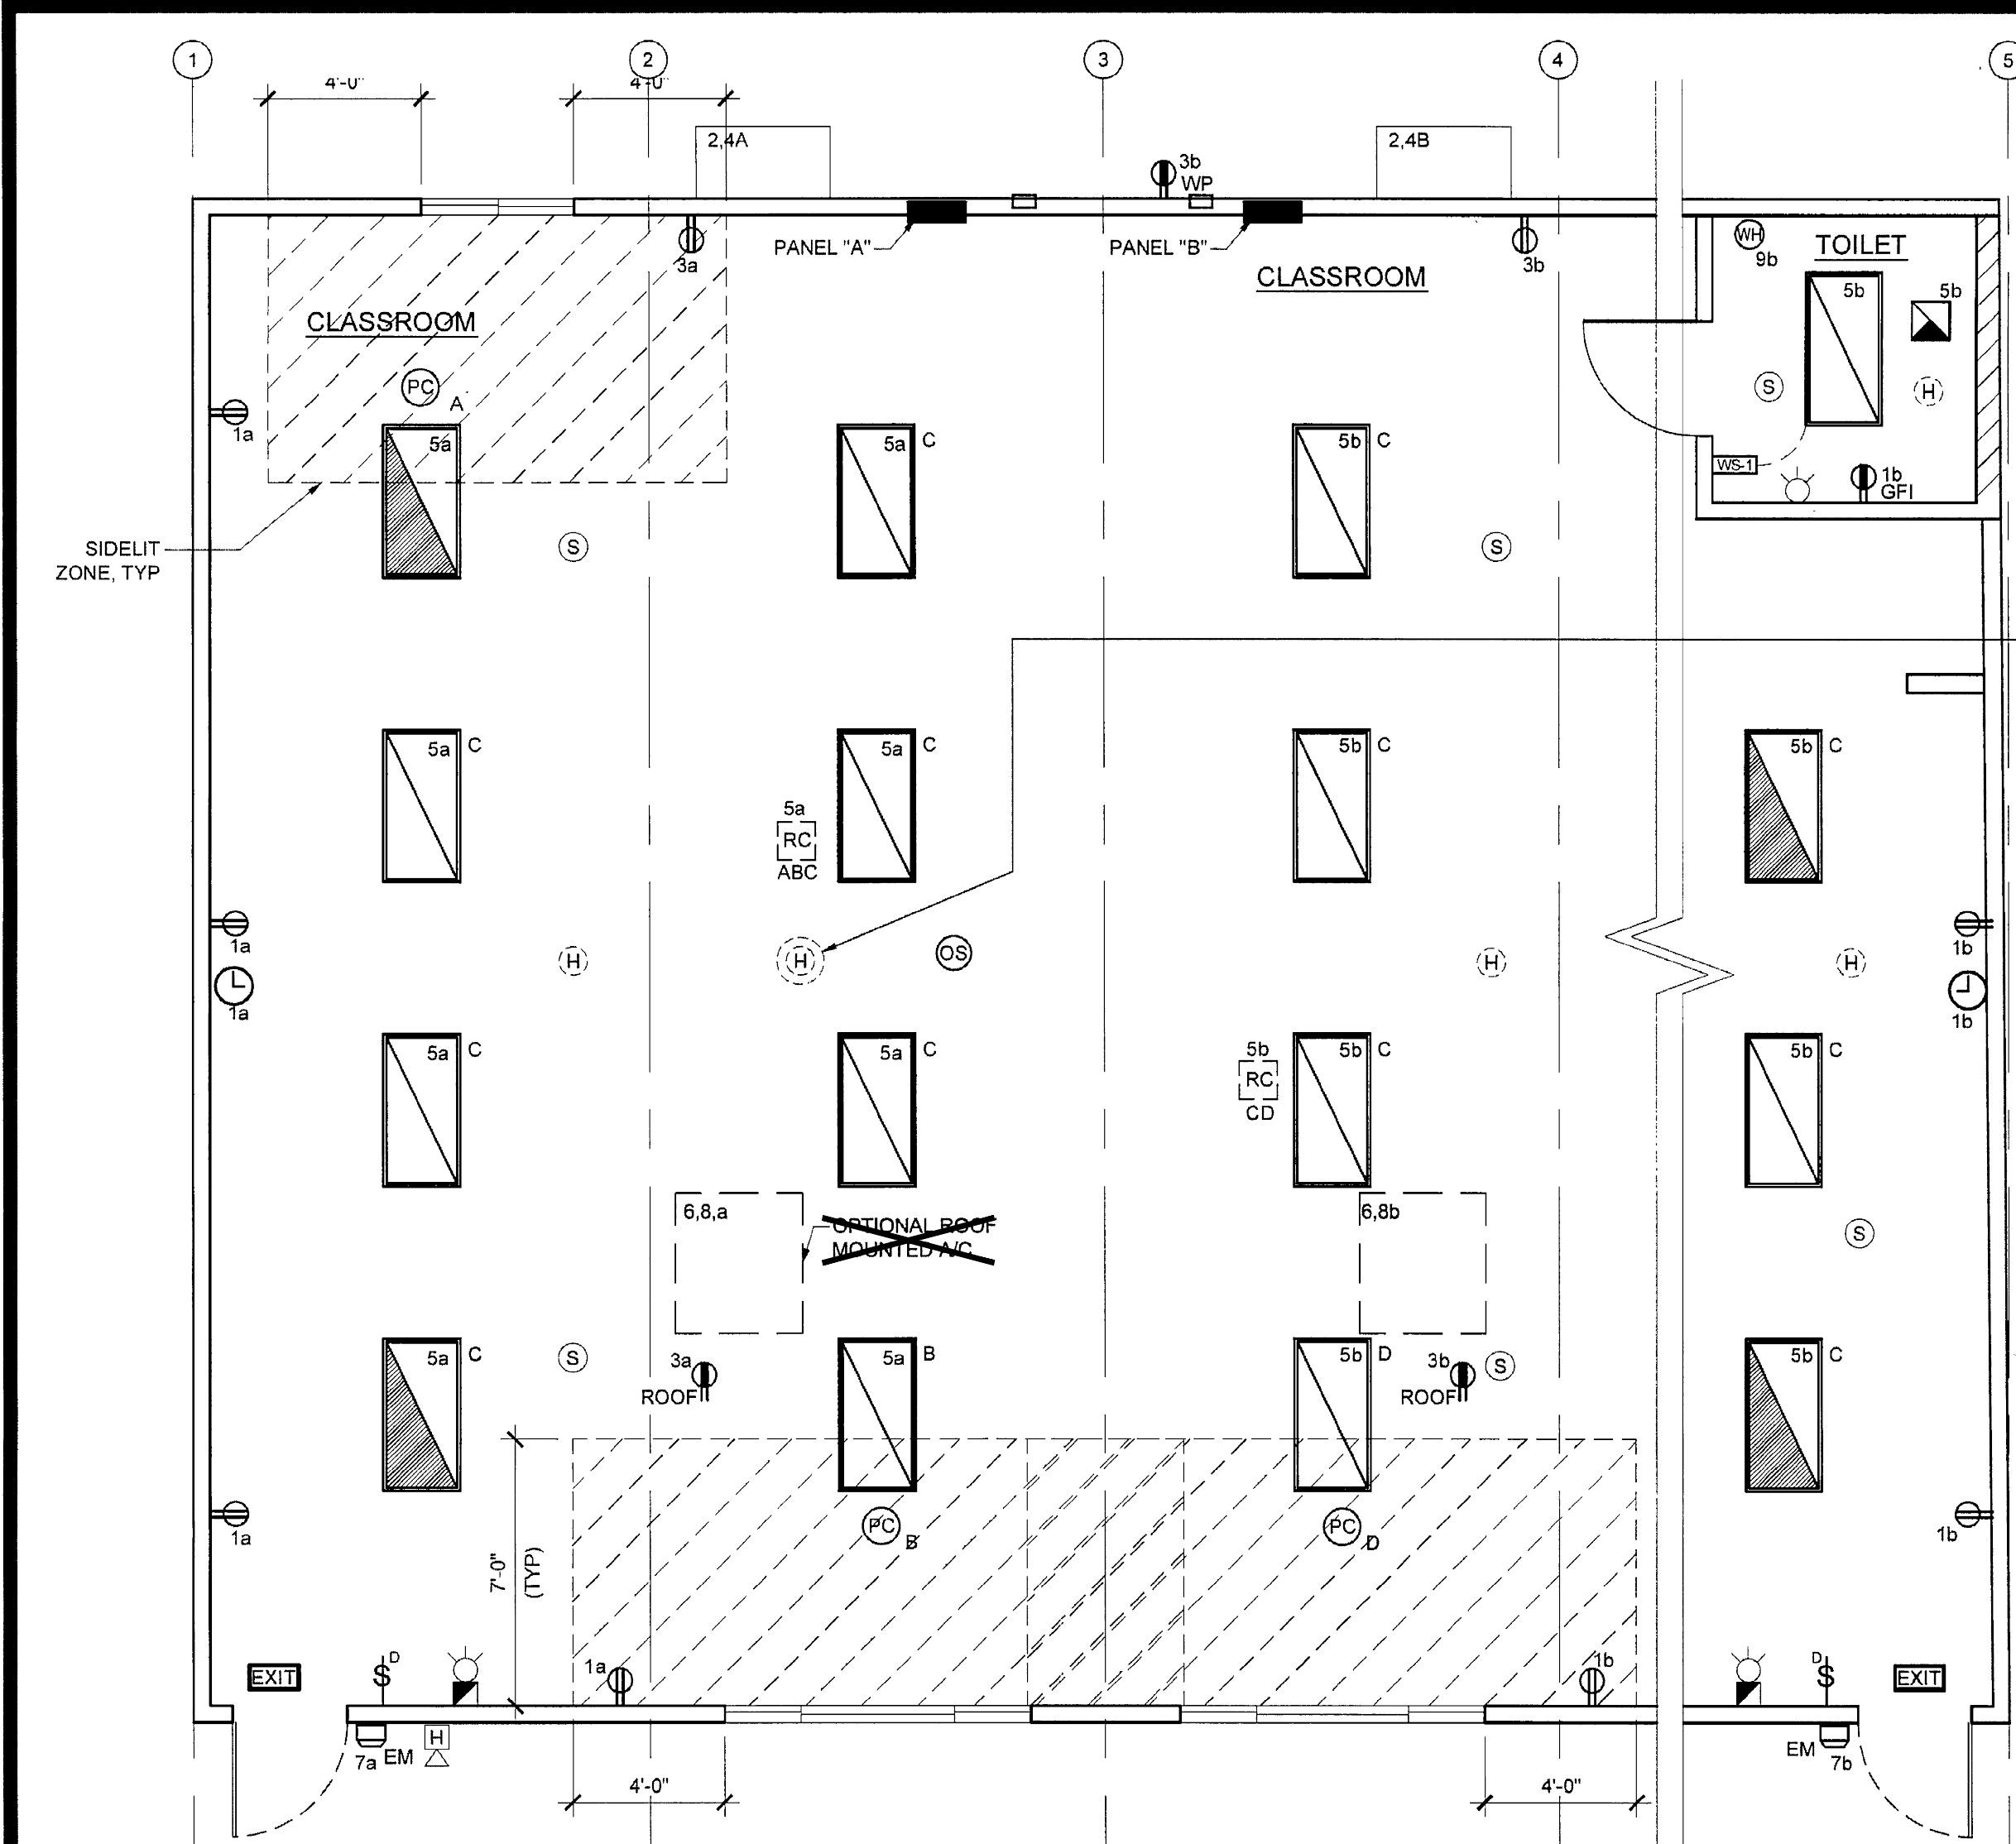 1
2
3
4
5
4'-0"
4'-0"
2,4A
2,4B
3b
WP
PANEL "A"
PANEL "B"
3a
3b
CLASSROOM
CLASSROOM
WH
9b
TOILET
5b
5b
PC
A
1a
5a
5a
C
5b
C
S
H
WS-1
1b
GFI
SIDELIT
ZONE, TYP
S
S
5a
C
5a
C
5b
C
5b
C
5a
RC
ABC
1a
H
H
OS
H
H
1b
1a
1b
5a
C
5a
C
5b
RC
CD
5b
C
5b
C
6,8,a
OPTIONAL ROOF
MOUNTED A/C
6,8b
S
5a
C
S
3a
ROOF
5a
B
5b
D
3b
ROOF
S
5b
C
1a
PC
B
PC
D
1b
7'-0"
(TYP)
EXIT
$
D
1a
1b
D
$
EXIT
7a
EM
H
EM
7b
4'-0"
4'-0"